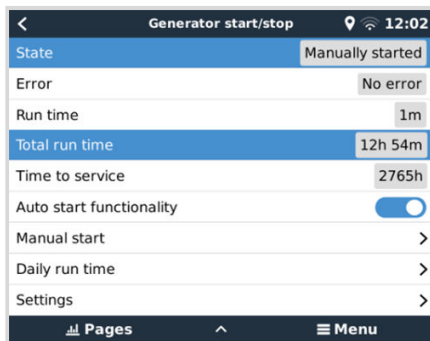 Generator start/stop 12:02
State Manually started
Error No error
Run time 1m
Total run time 12h 54m
Time to service 2765h
Auto start functionality
Manual start
Daily run time
Settings
Pages Menu